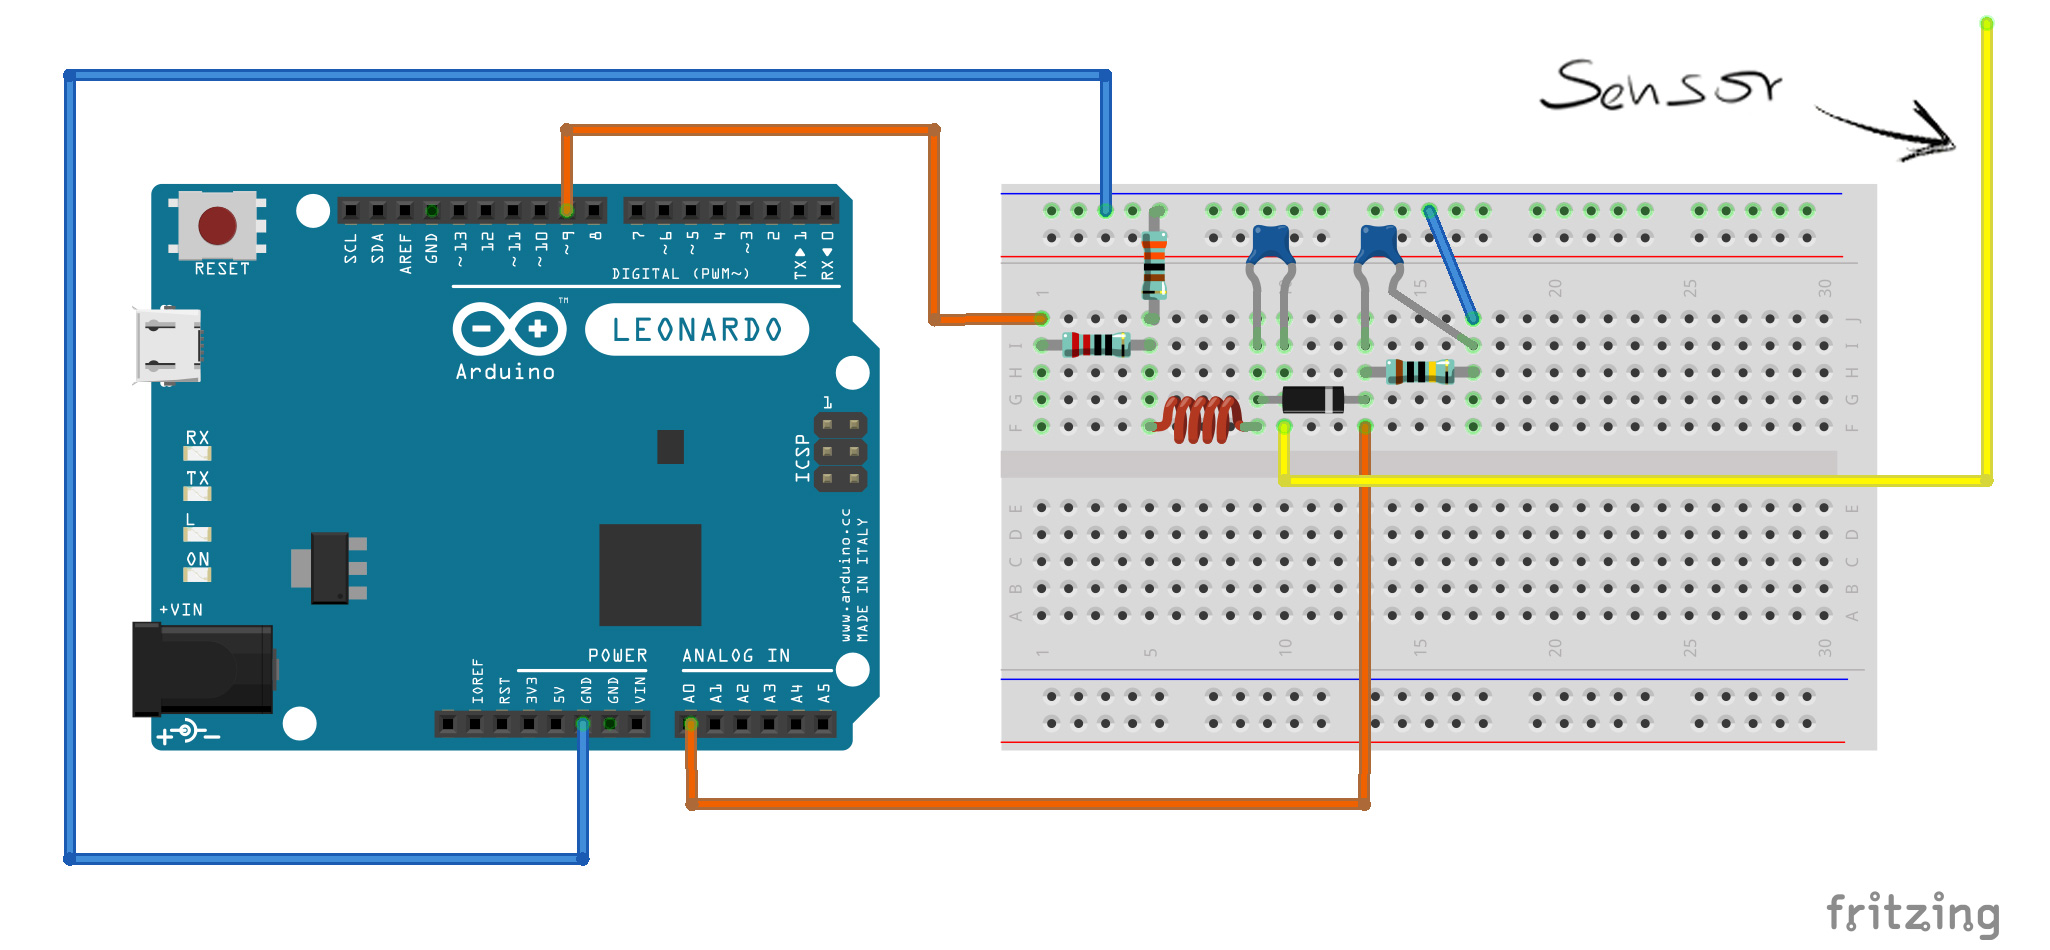 Sensor
RESET
SCL
SDA
AREF
GND
~13
12
~11
~10
~9
8
7
~6
~5
4
~3
2
TX▶1
RX◀0
DIGITAL (PWM~)
TM
LEONARDO
Arduino
1
ICSP
RX
TX
L
ON
+VIN
www.arduino.cc
MADE IN ITALY
POWER
ANALOG IN
IOREF
RST
3V3
5V
GND
GND
VIN
A0
A1
A2
A3
A4
A5
+ −
1 15 20 25 30
J J
I I
H H
G G
F F
E E
D D
C C
B B
A A
1 5 10 15 20 25 30
fritzing